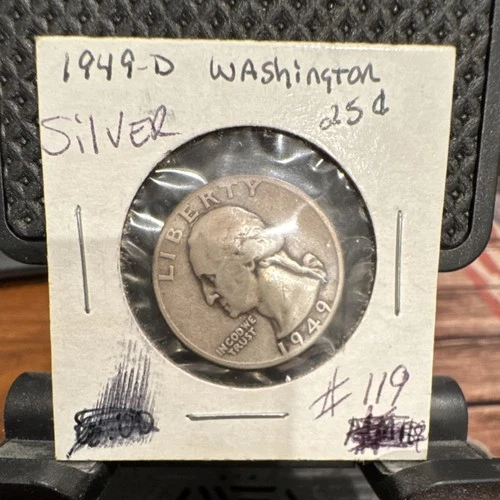 1949-D Washington
Silver 25¢
LIBERTY
IN GOD WE
TRUST
1949
# 119